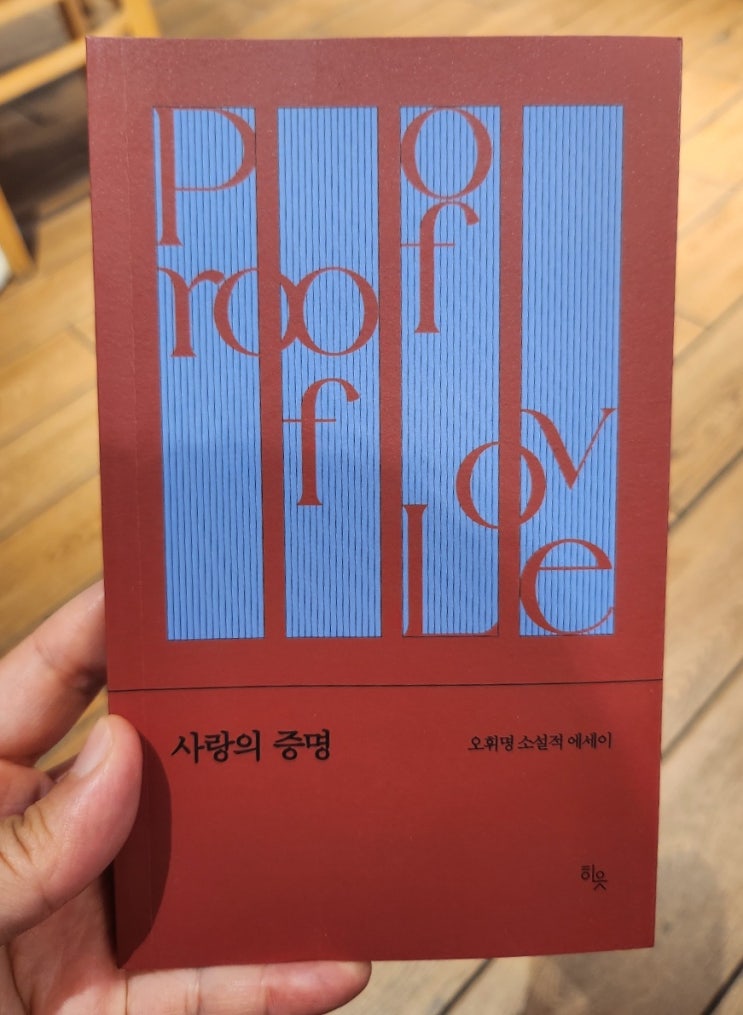 Proof
of
Love
사랑의 증명
오휘명 소설적 에세이
히읏